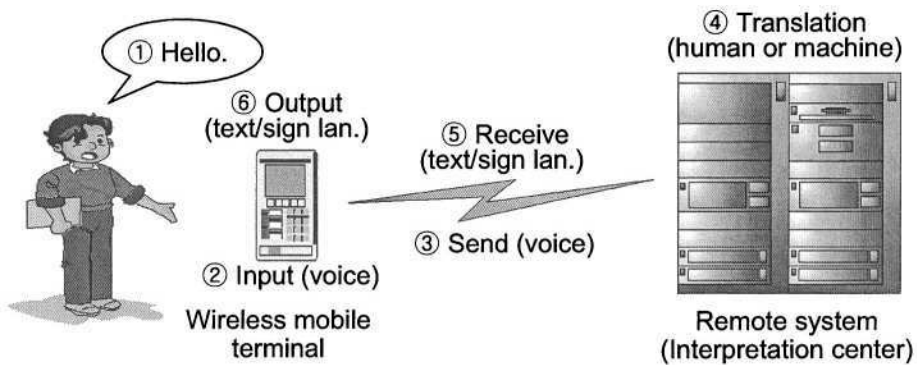 ① Hello.
② Input (voice)
Wireless mobile
terminal
⑥ Output
(text/sign lan.)
⑤ Receive
(text/sign lan.)
③ Send (voice)
④ Translation
(human or machine)
Remote system
(Interpretation center)